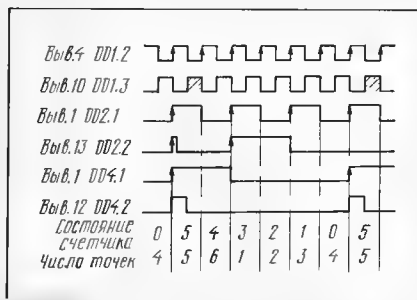 Выв.4 DD1.2
Выв.10 DD1.3
Выв.1 DD2.1
Выв.13 DD2.2
Выв.1 DD4.1
Выв.12 DD4.2
Состояние счетчика 0 5 4 3 2 1 0 5
Число точек 4 5 6 1 2 3 4 5